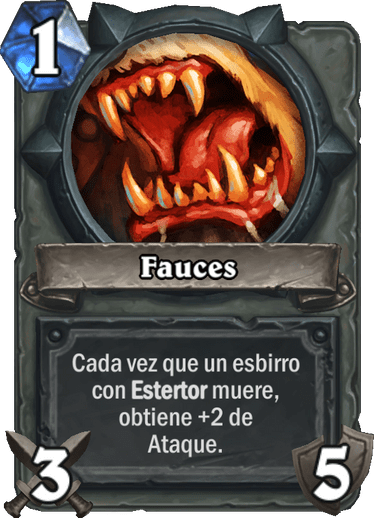 1
Fauces
Cada vez que un esbirro
con Estertor muere,
obtiene +2 de
Ataque.
3
5